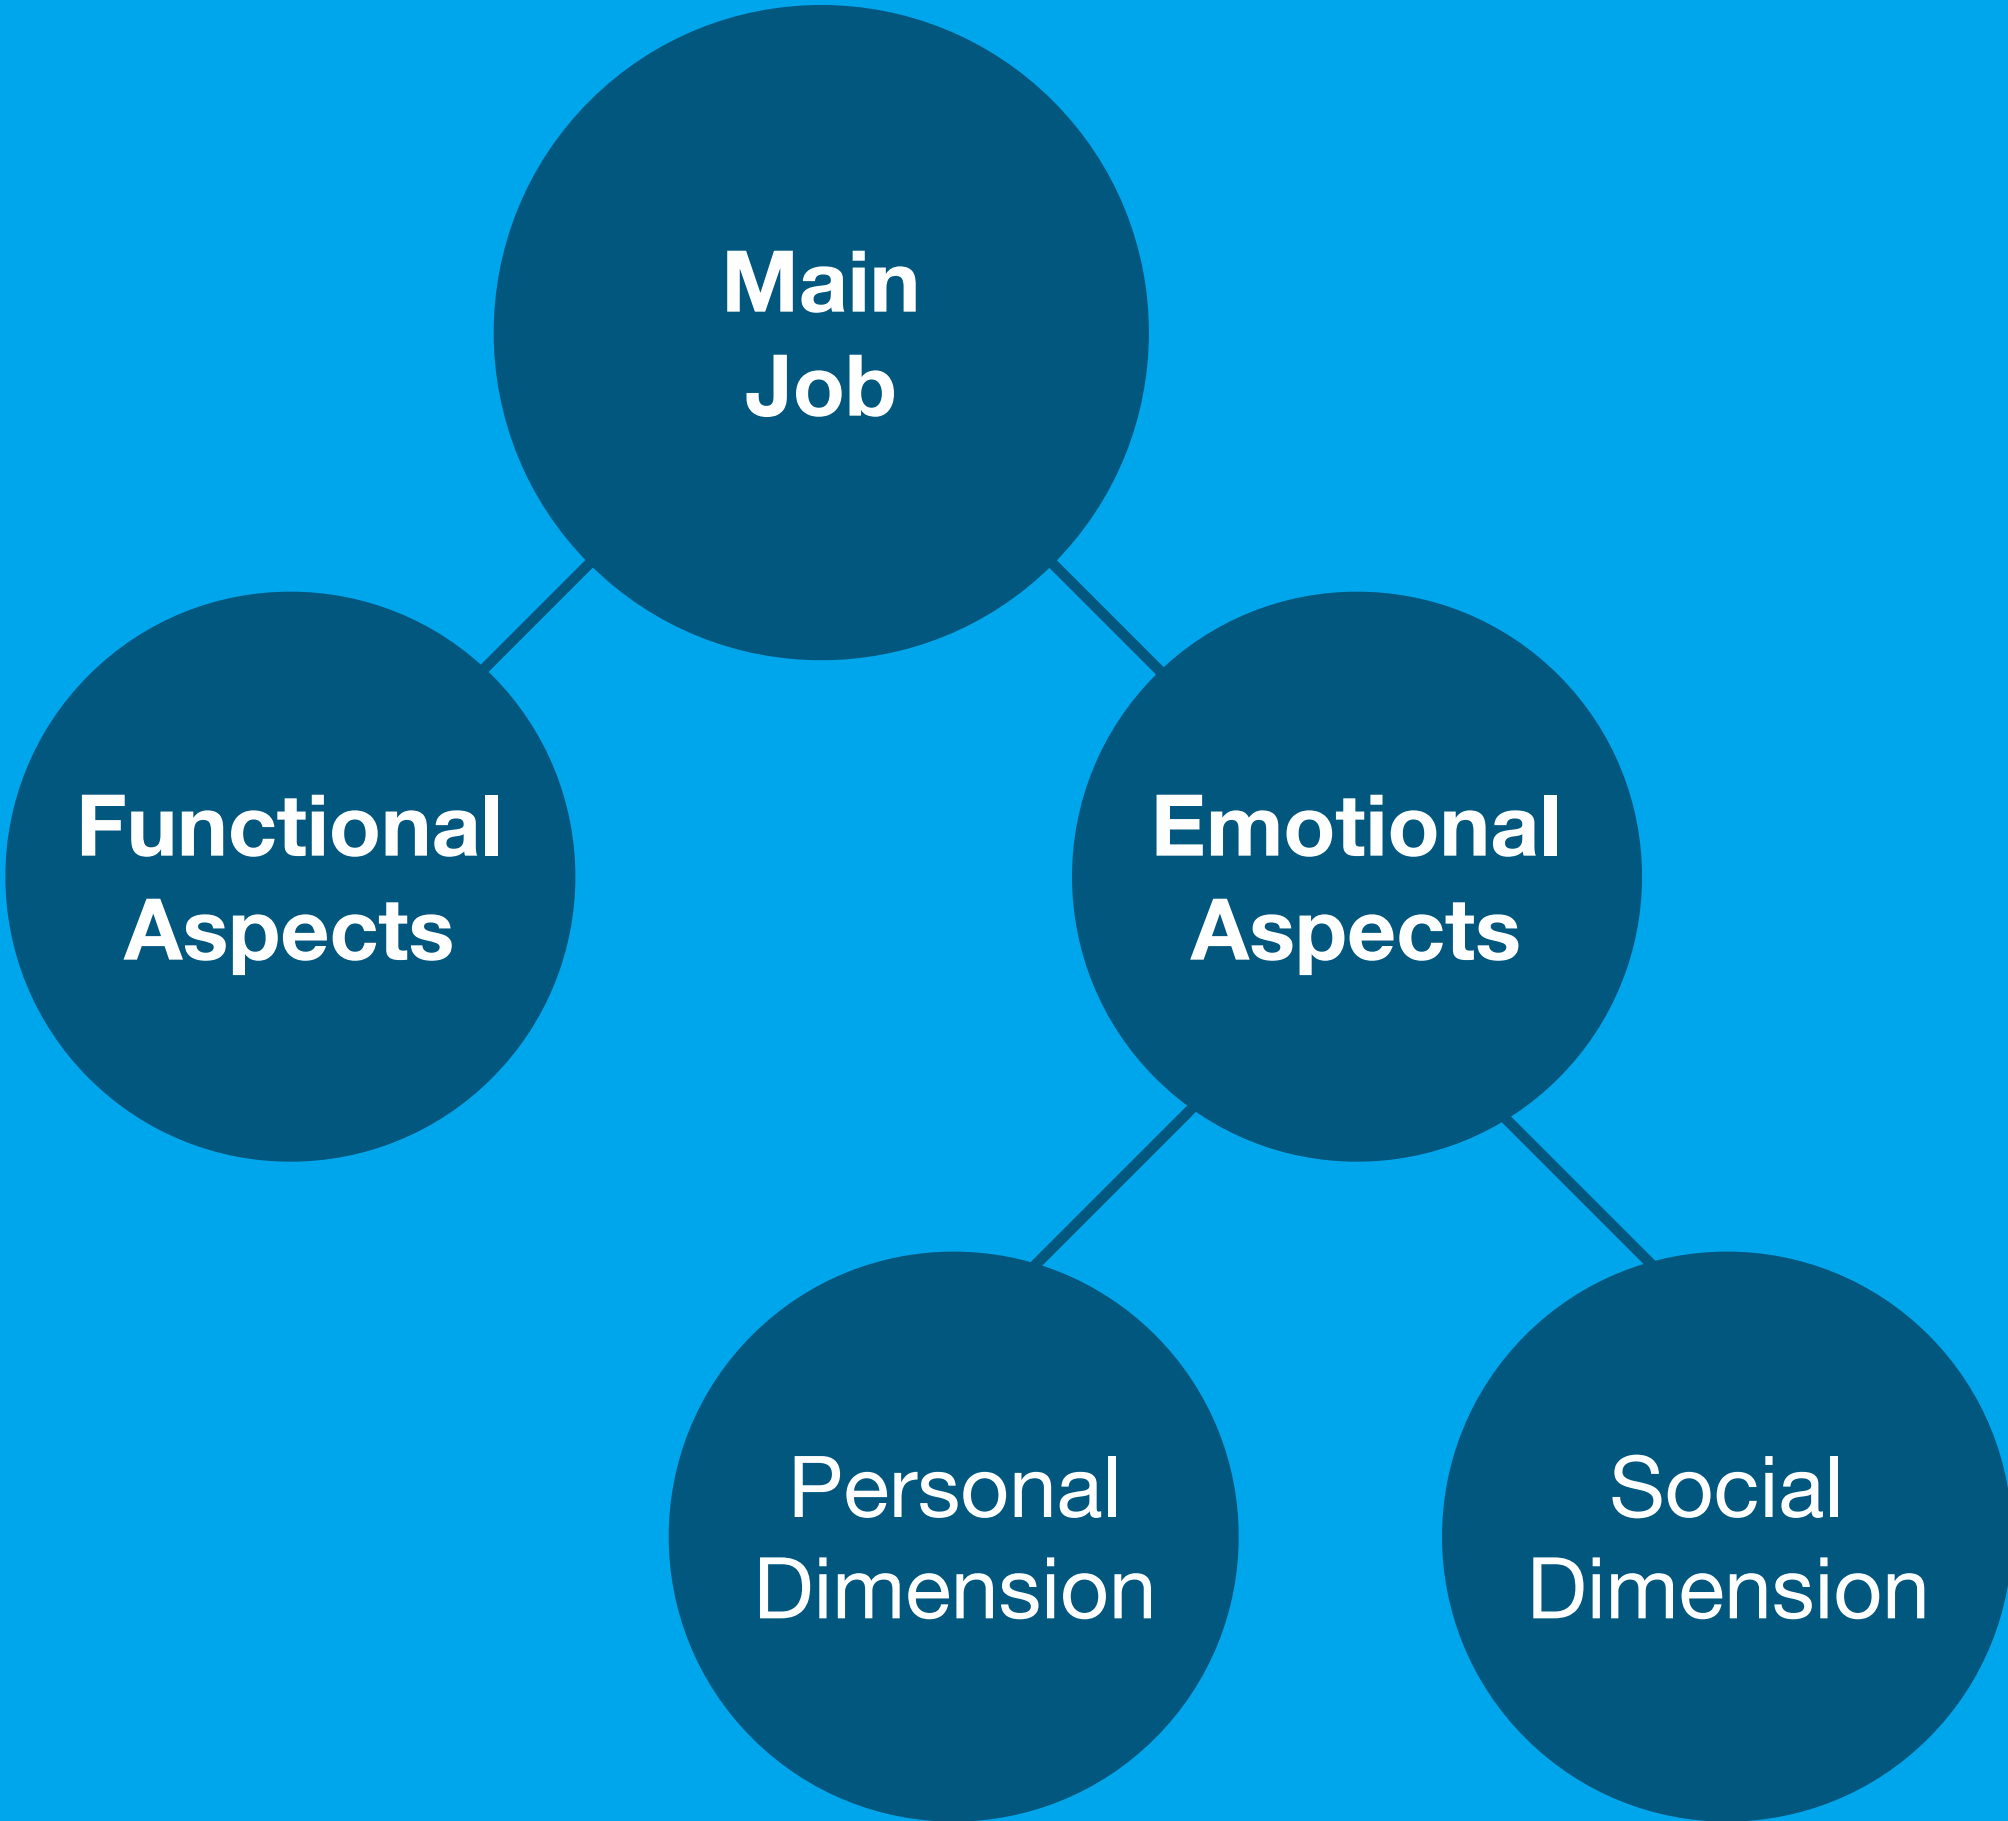 Main
Job
Functional
Aspects
Emotional
Aspects
Personal
Dimension
Social
Dimension